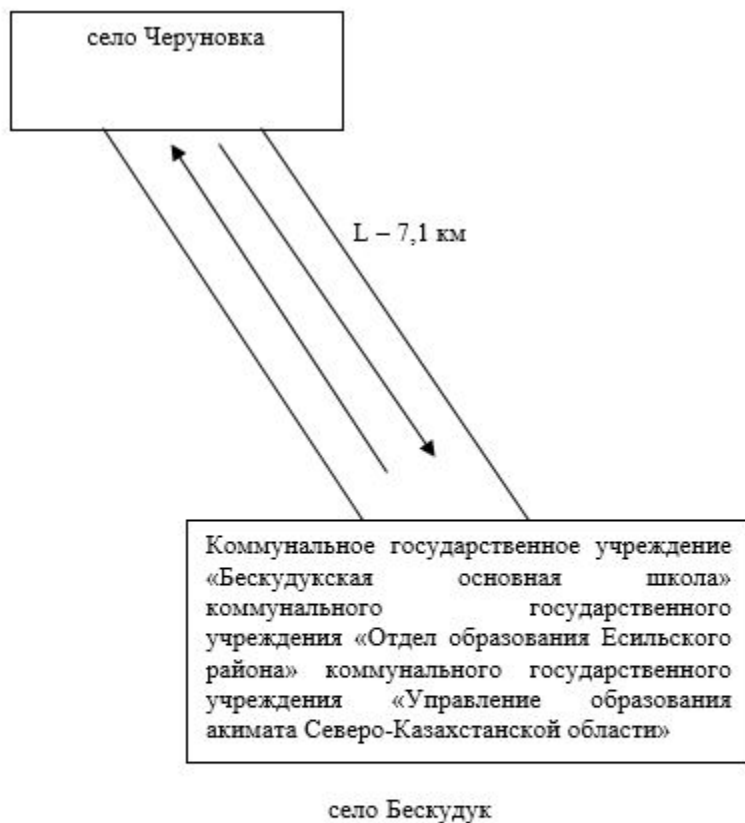 село Черуновка
L – 7,1 км
Коммунальное государственное учреждение
«Бескудукская основная школа»
коммунального государственного
учреждения «Отдел образования Есильского
района» коммунального государственного
учреждения «Управление образования
акимата Северо-Казахстанской области»
село Бескудук